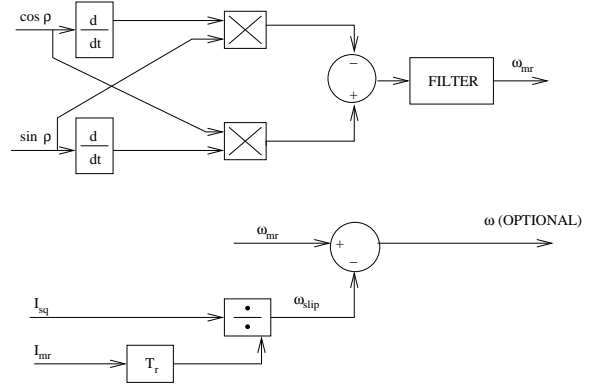 cos ρ
d
dt
−
+
FILTER
ω_mr
sin ρ
d
dt
ω_mr
+
−
ω (OPTIONAL)
I_sq
÷
ω_slip
I_mr
T_r